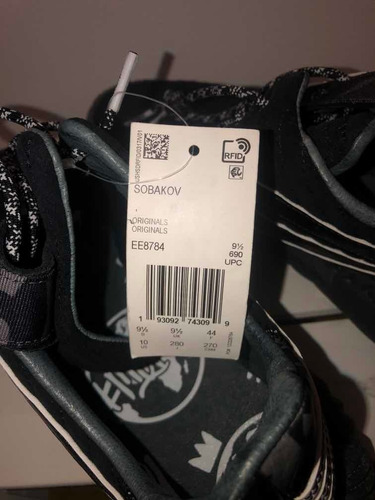 RFID
SOBAKOV
ORIGINALS
ORIGINALS
EE8784
9½
690
UPC
1 93092 74309 9
9½ 9½ 44
10 280 270